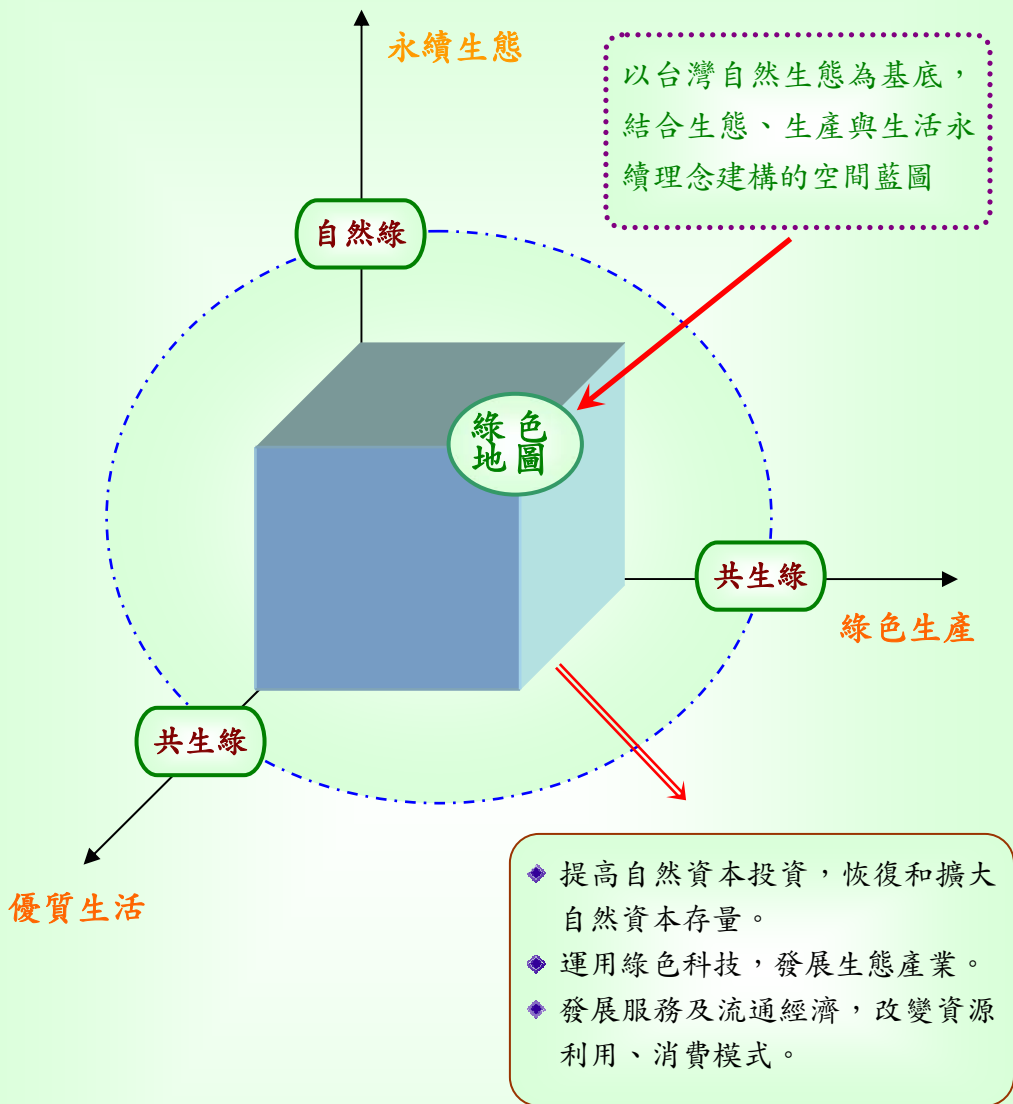 永續生態
以台灣自然生態為基底，
結合生態、生產與生活永
續理念建構的空間藍圖
自然綠
綠色
地圖
共生綠
綠色生產
共生綠
優質生活
提高自然資本投資，恢復和擴大
自然資本存量。
運用綠色科技，發展生態產業。
發展服務及流通經濟，改變資源
利用、消費模式。